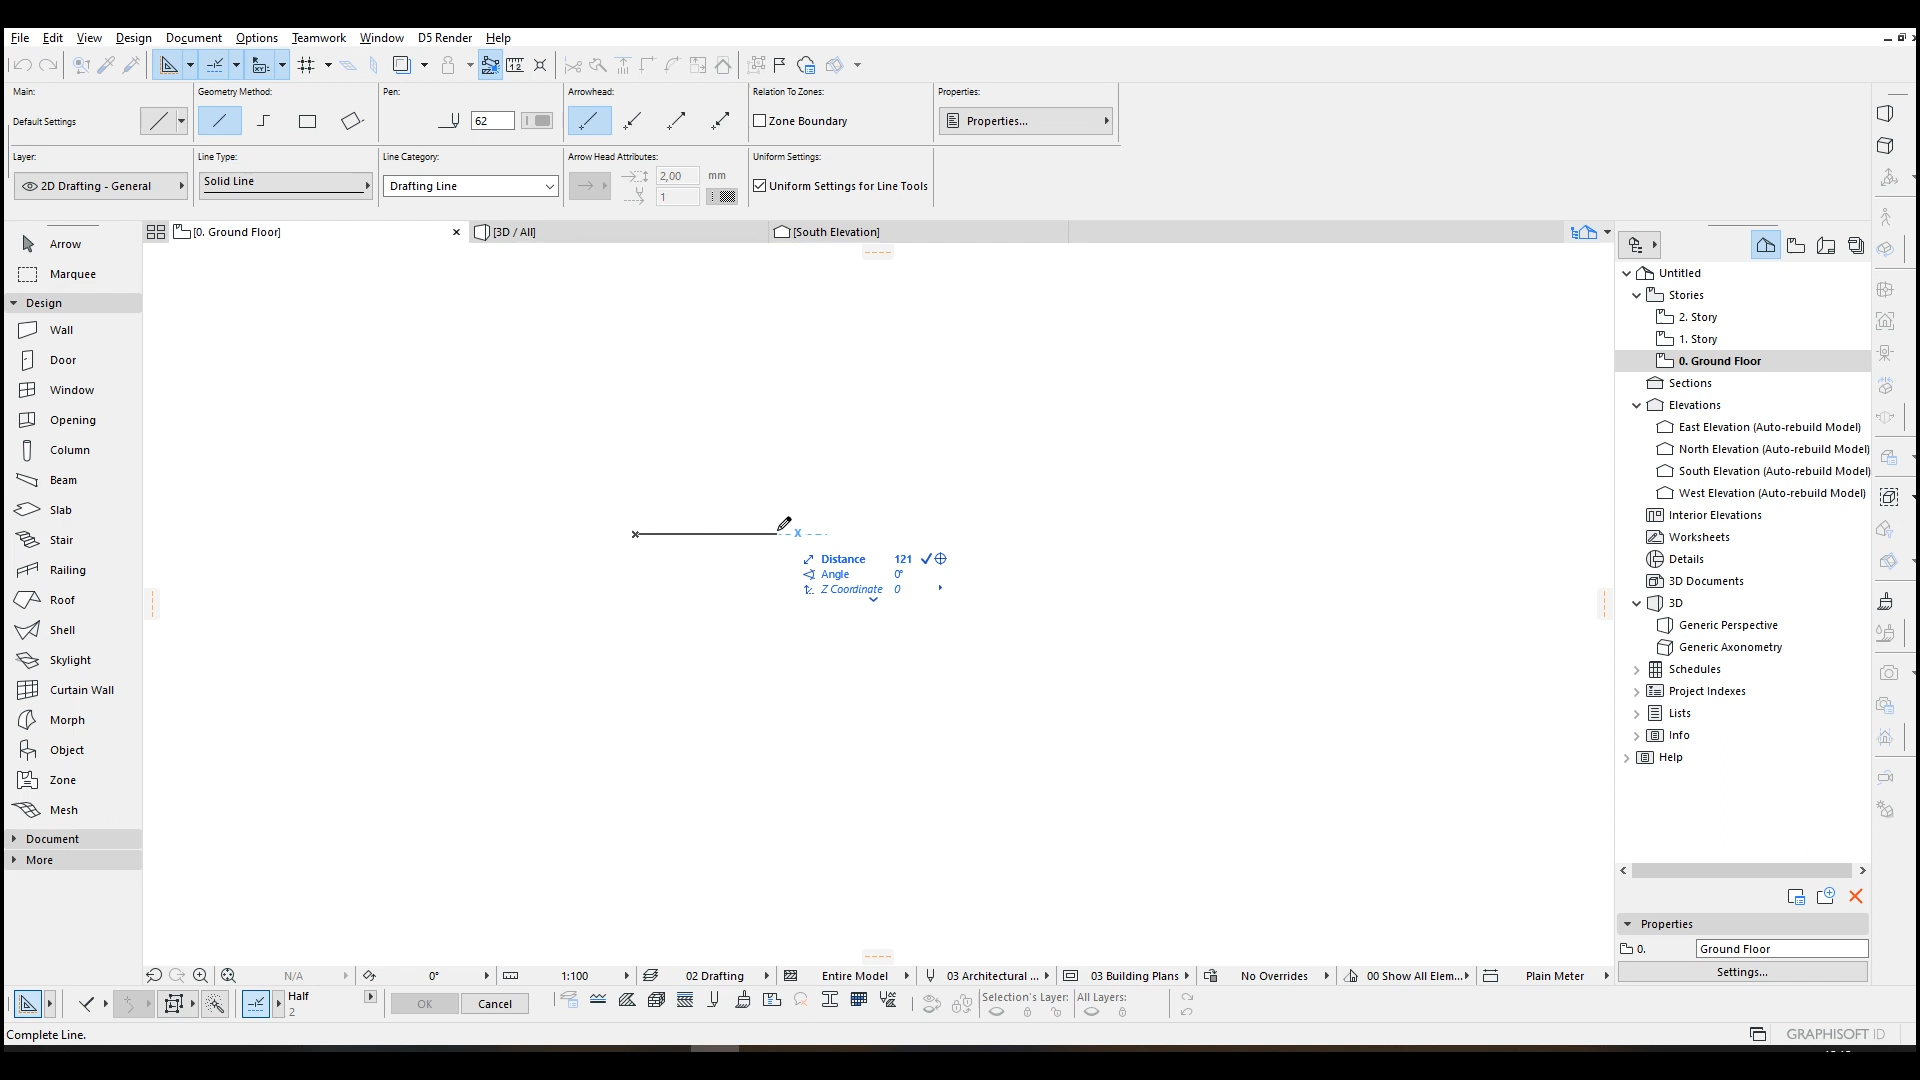 File Edit View Design Document Options Teamwork Window D5 Render Help
Main: Geometry Method: Pen: Arrowhead: Relation To Zones: Properties:
Default Settings 62 Zone Boundary Properties...
Layer: Line Type: Line Category: Arrow Head Attributes: Uniform Settings:
2D Drafting - General Solid Line Drafting Line 2,00 mm Uniform Settings for Line Tools
1
[0. Ground Floor] [3D / All] [South Elevation]
Arrow
Marquee
Design
Wall
Door
Window
Opening
Column
Beam
Slab
Stair
Railing
Roof
Shell
Skylight
Curtain Wall
Morph
Object
Zone
Mesh
Document
More
Distance 121
Angle 0°
Z Coordinate 0
Untitled
Stories
2. Story
1. Story
0. Ground Floor
Sections
Elevations
East Elevation (Auto-rebuild Model)
North Elevation (Auto-rebuild Model)
South Elevation (Auto-rebuild Model)
West Elevation (Auto-rebuild Model)
Interior Elevations
Worksheets
Details
3D Documents
3D
Generic Perspective
Generic Axonometry
Schedules
Project Indexes
Lists
Info
Help
Properties
0. Ground Floor
Settings...
N/A 0° 1:100 02 Drafting Entire Model 03 Architectural ... 03 Building Plans No Overrides 00 Show All Elem... Plain Meter
Half
2
OK Cancel Selection's Layer: All Layers:
Complete Line. GRAPHISOFT ID